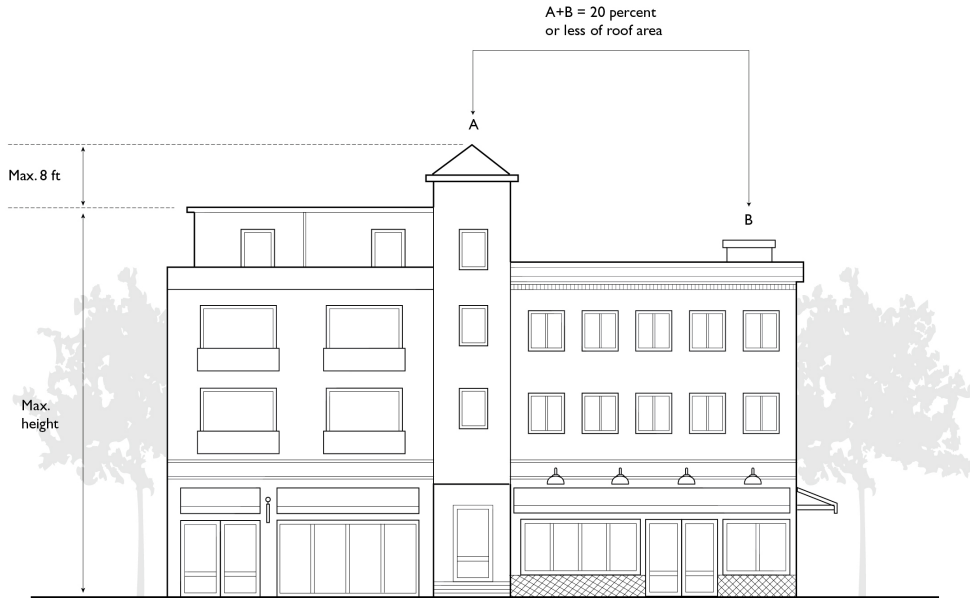 A+B = 20 percent
or less of roof area
A
Max. 8 ft
B
Max.
height